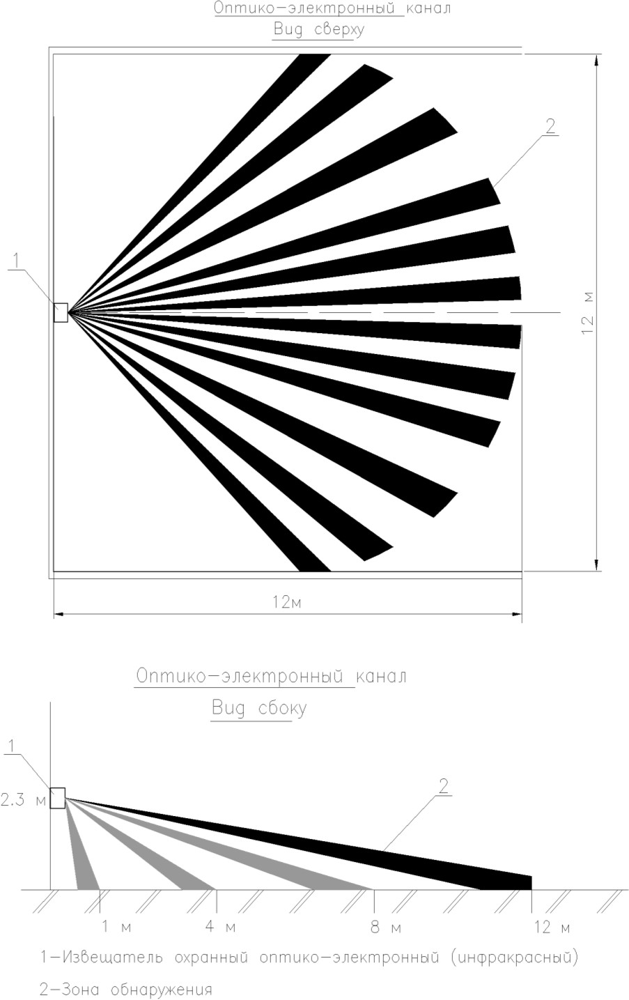 Оптико-электронный канал
Вид сверху
2
1
12 м
12м
Оптико-электронный канал
Вид сбоку
1
2
2.3 м
1 м
4 м
8 м
12 м
1-Извещатель охранный оптико-электронный (инфракрасный)
2-Зона обнаружения